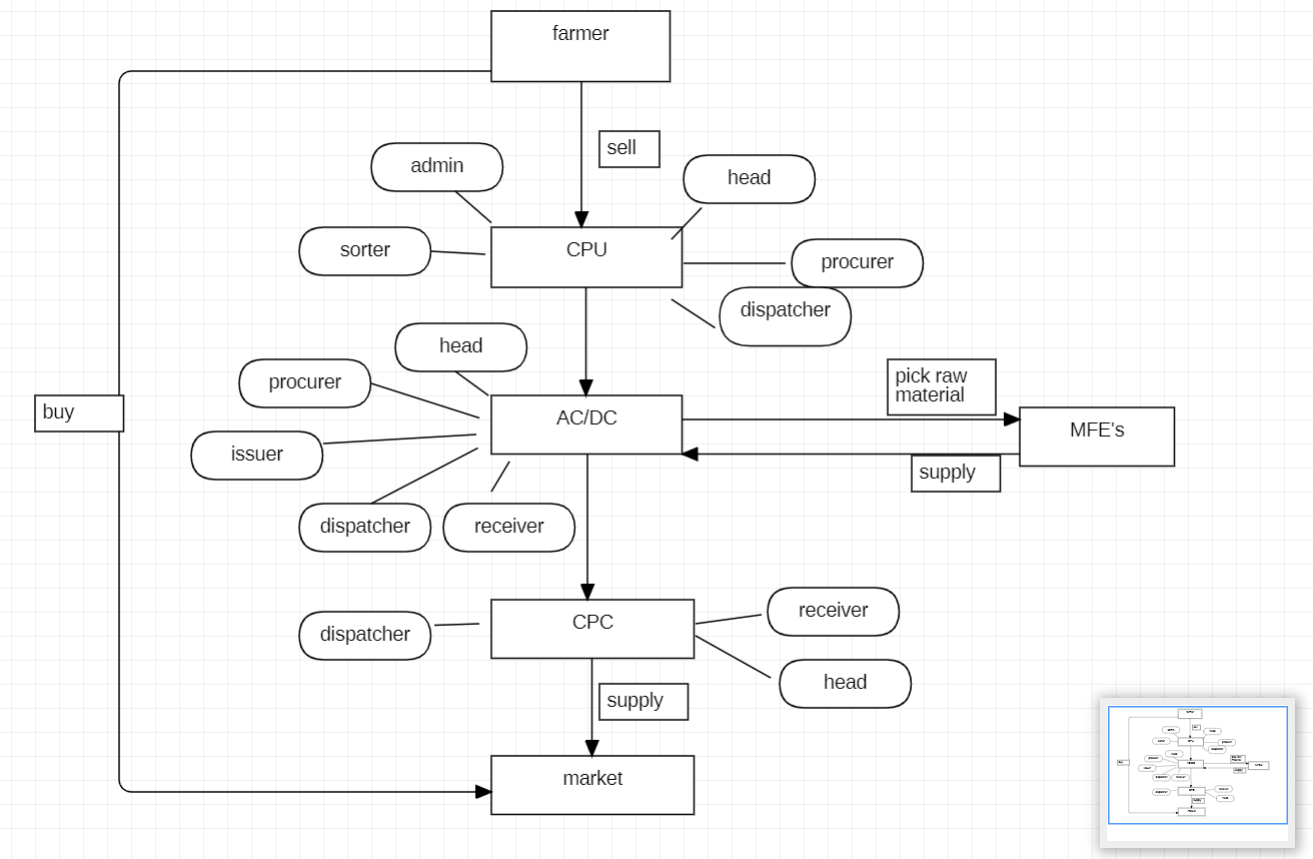 farmer
sell
admin
head
sorter
CPU
procurer
dispatcher
head
procurer
pick raw
material
buy
AC/DC
MFE's
issuer
supply
dispatcher
receiver
CPC
receiver
dispatcher
head
supply
market